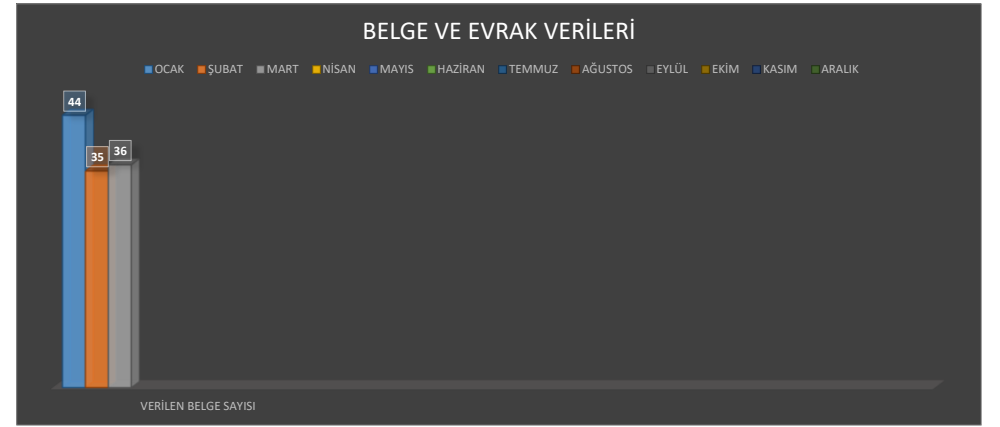 BELGE VE EVRAK VERİLERİ
OCAK ŞUBAT MART NİSAN MAYIS HAZİRAN TEMMUZ AĞUSTOS EYLÜL EKİM KASIM ARALIK
44
35
36
VERİLEN BELGE SAYISI